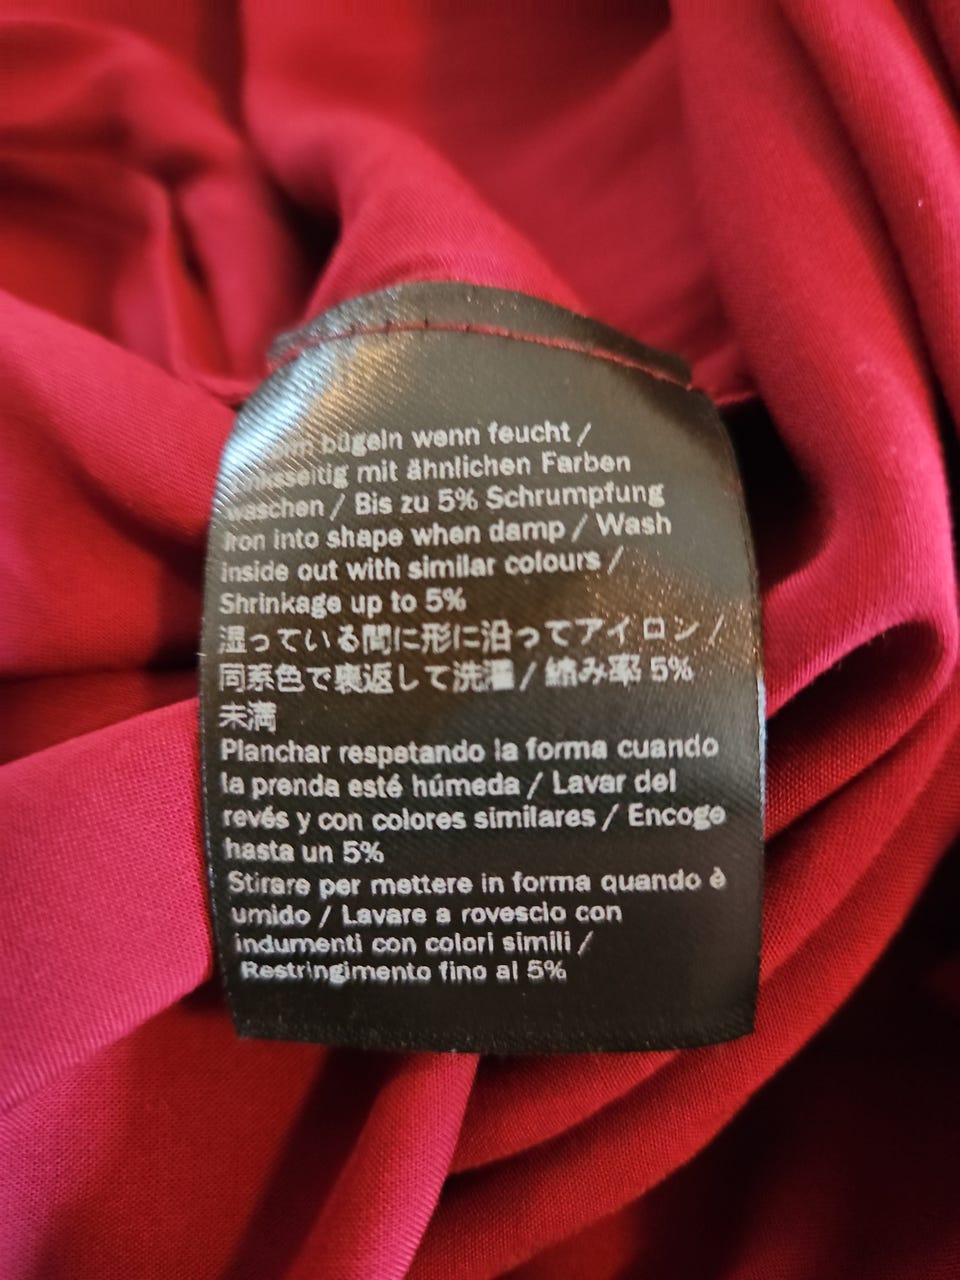 bügeln wenn feucht /
mit ähnlichen Farben
waschen / Bis zu 5% Schrumpfung
Iron into shape when damp / Wash
inside out with similar colours /
Shrinkage up to 5%
湿っている間に形に沿ってアイロン /
同系色で裏返して洗濯 / 縮み率 5%
未満
Planchar respetando la forma cuando
la prenda esté húmeda / Lavar del
revés y con colores similares / Encoge
hasta un 5%
Stirare per mettere in forma quando è
umido / Lavare a rovescio con
indumenti con colori simili /
Restringimento fino al 5%